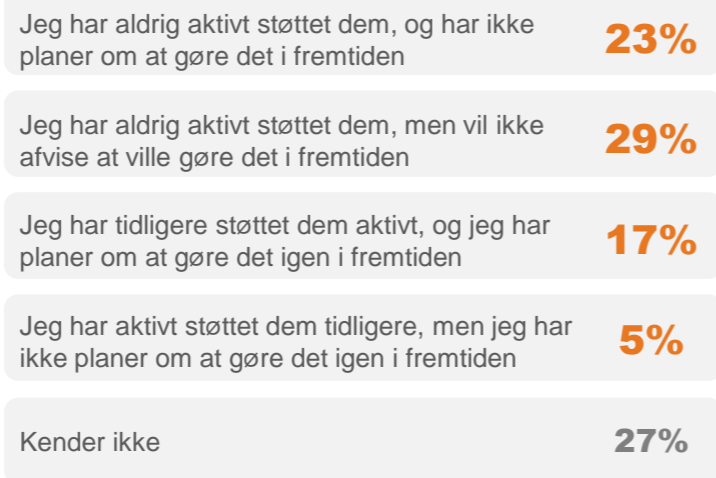 Jeg har aldrig aktivt støttet dem, og har ikke
planer om at gøre det i fremtiden
23%
Jeg har aldrig aktivt støttet dem, men vil ikke
afvise at ville gøre det i fremtiden
29%
Jeg har tidligere støttet dem aktivt, og jeg har
planer om at gøre det igen i fremtiden
17%
Jeg har aktivt støttet dem tidligere, men jeg har
ikke planer om at gøre det igen i fremtiden
5%
Kender ikke
27%